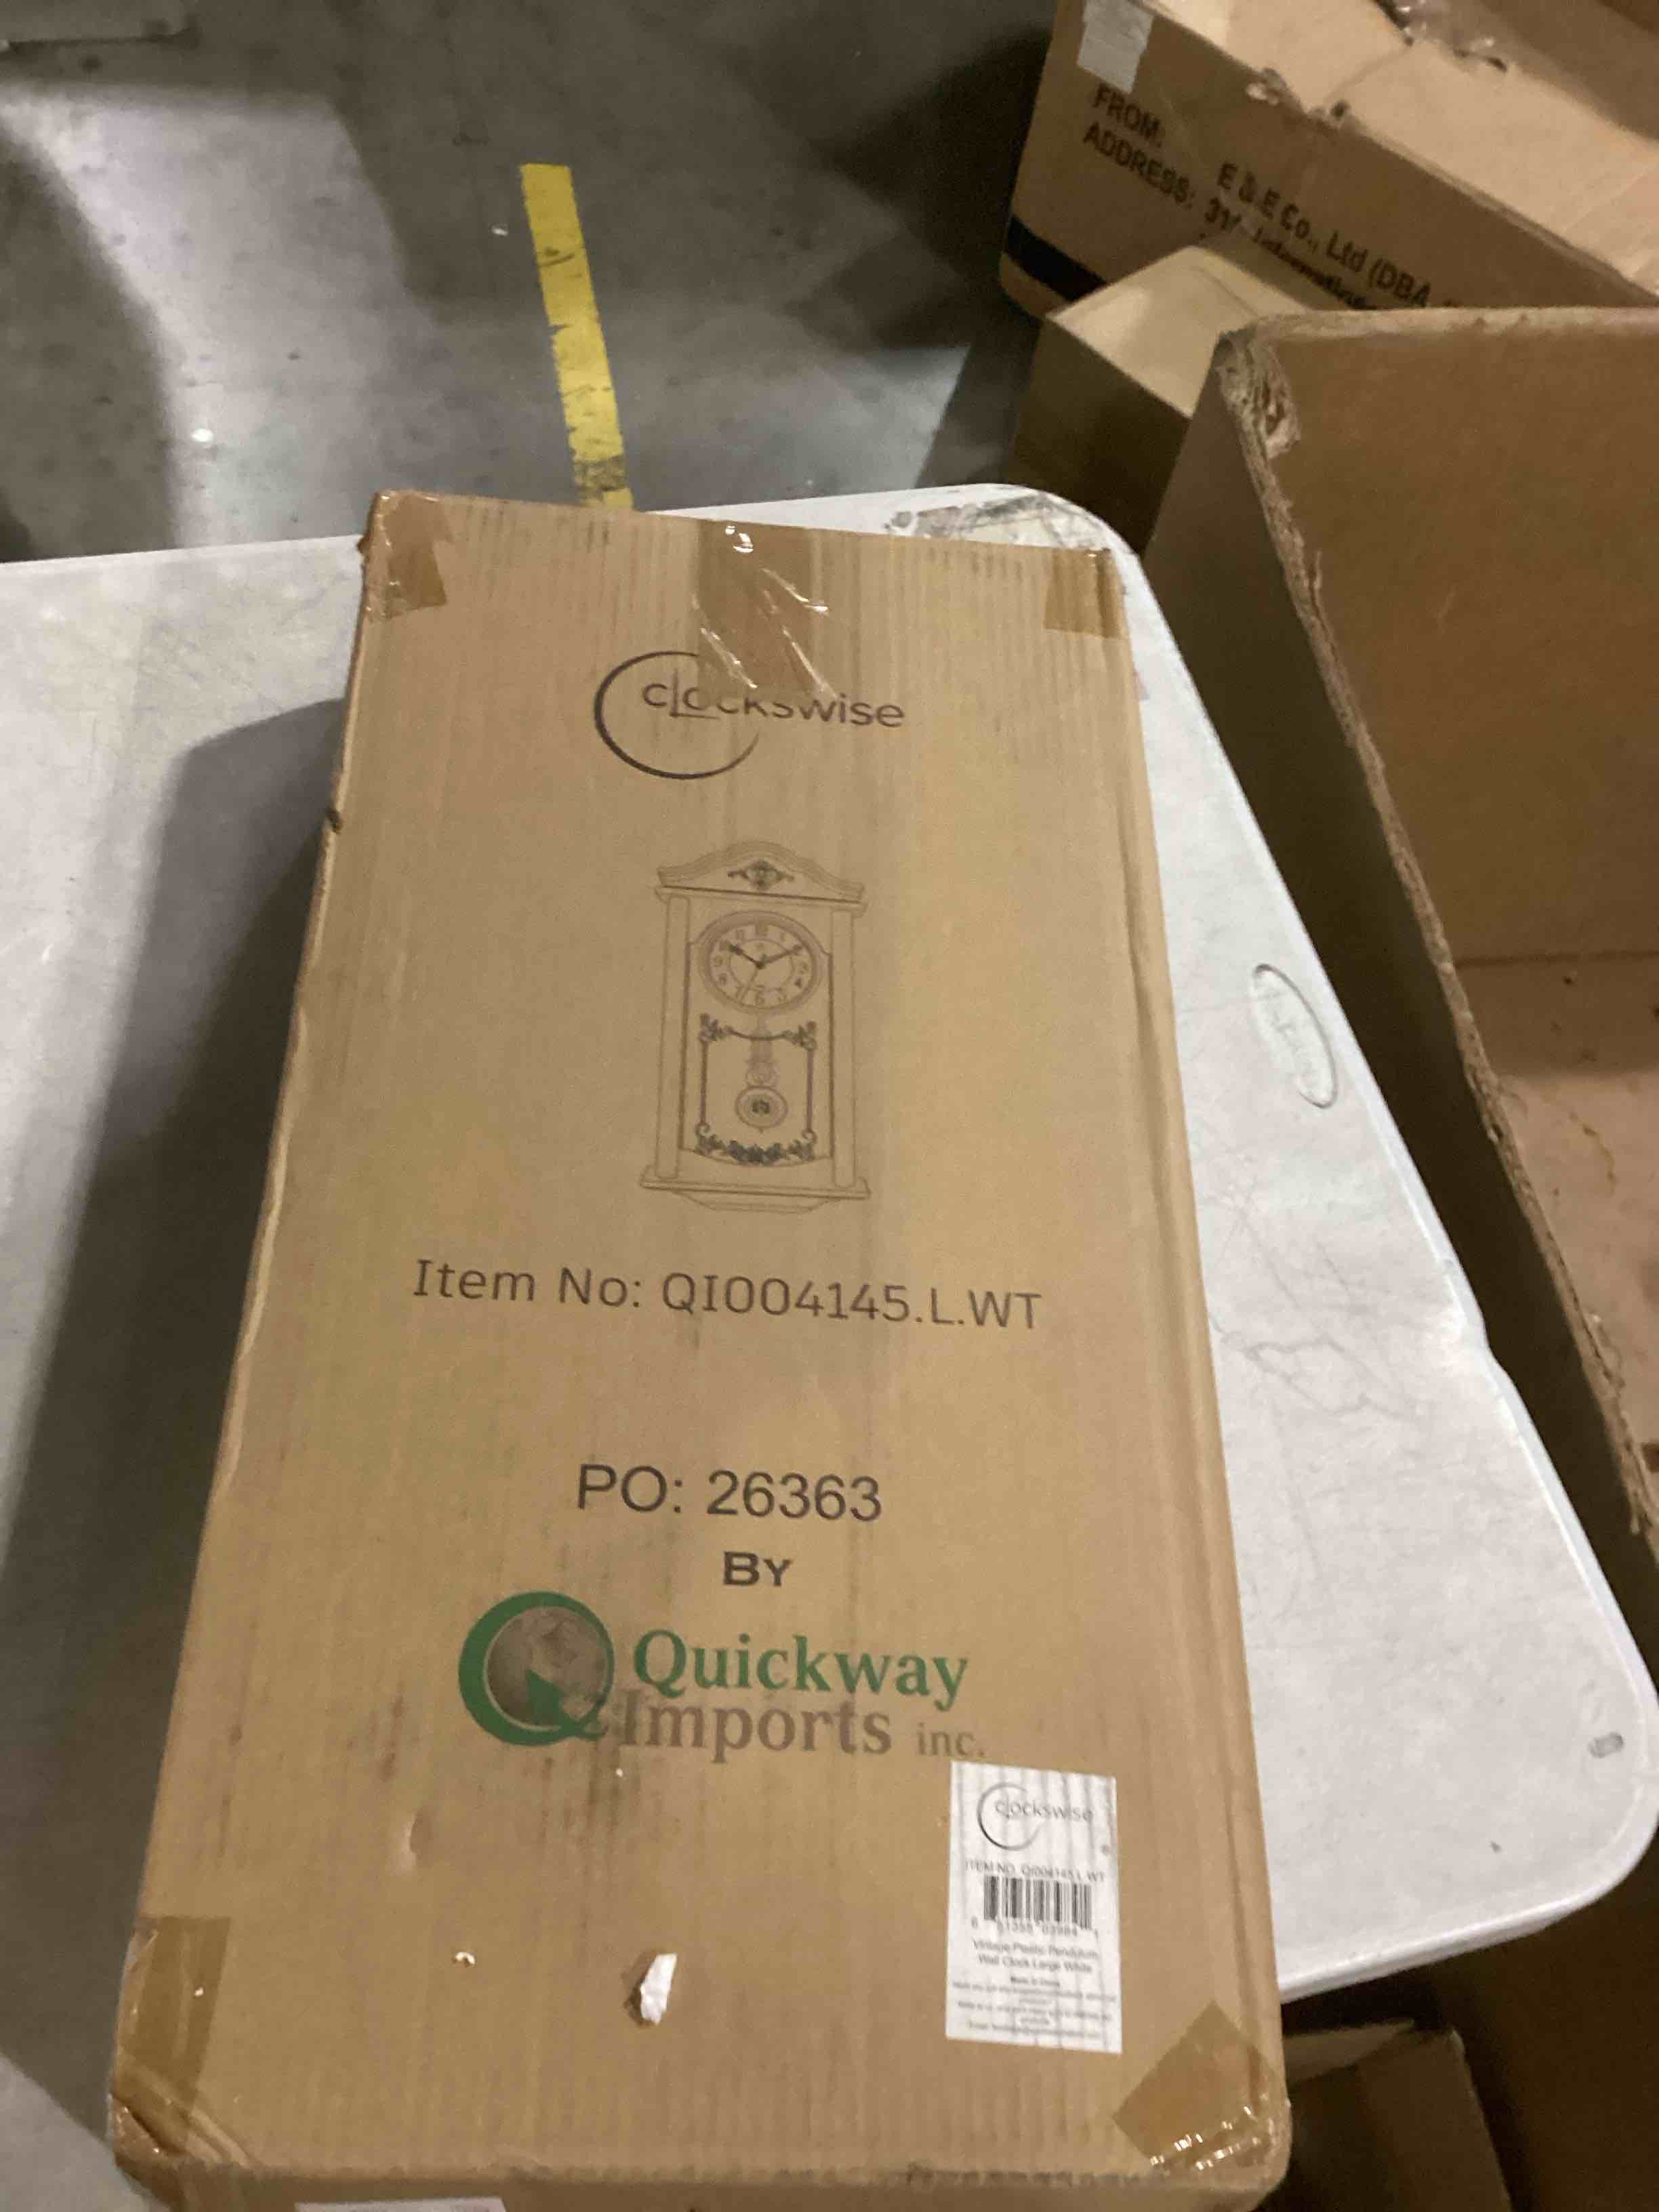 FROM:
E & E Co., Ltd (DBA
ADDRESS:
clockswise
Item No: QI004145.L.WT
PO: 26363
BY
Quickway
Imports inc.
clockswise
ITEM NO. QI004145.L.WT
Vintage Plastic Pendulum
Wall Clock Large White
Made in China